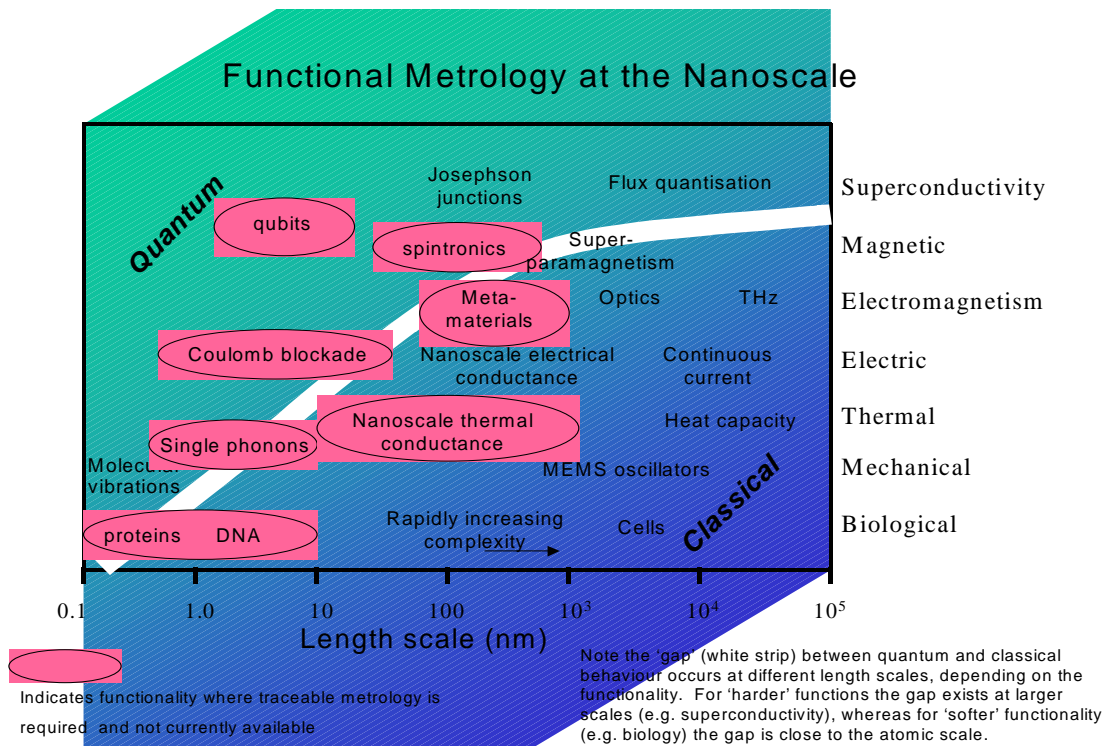 Functional Metrology at the Nanoscale
Quantum
Josephson
junctions
Flux quantisation
Superconductivity
qubits
spintronics
Super-
paramagnetism
Magnetic
Meta-
materials
Optics
THz
Electromagnetism
Coulomb blockade
Nanoscale electrical
conductance
Continuous
current
Electric
Nanoscale thermal
conductance
Heat capacity
Thermal
Single phonons
Molecular
vibrations
MEMS oscillators
Mechanical
Classical
proteins DNA
Rapidly increasing
complexity
Cells
Biological
0.1 1.0 10 100 10³ 10⁴ 10⁵
Length scale (nm)
Indicates functionality where traceable metrology is
required and not currently available
Note the 'gap' (white strip) between quantum and classical
behaviour occurs at different length scales, depending on the
functionality. For 'harder' functions the gap exists at larger
scales (e.g. superconductivity), whereas for 'softer' functionality
(e.g. biology) the gap is close to the atomic scale.